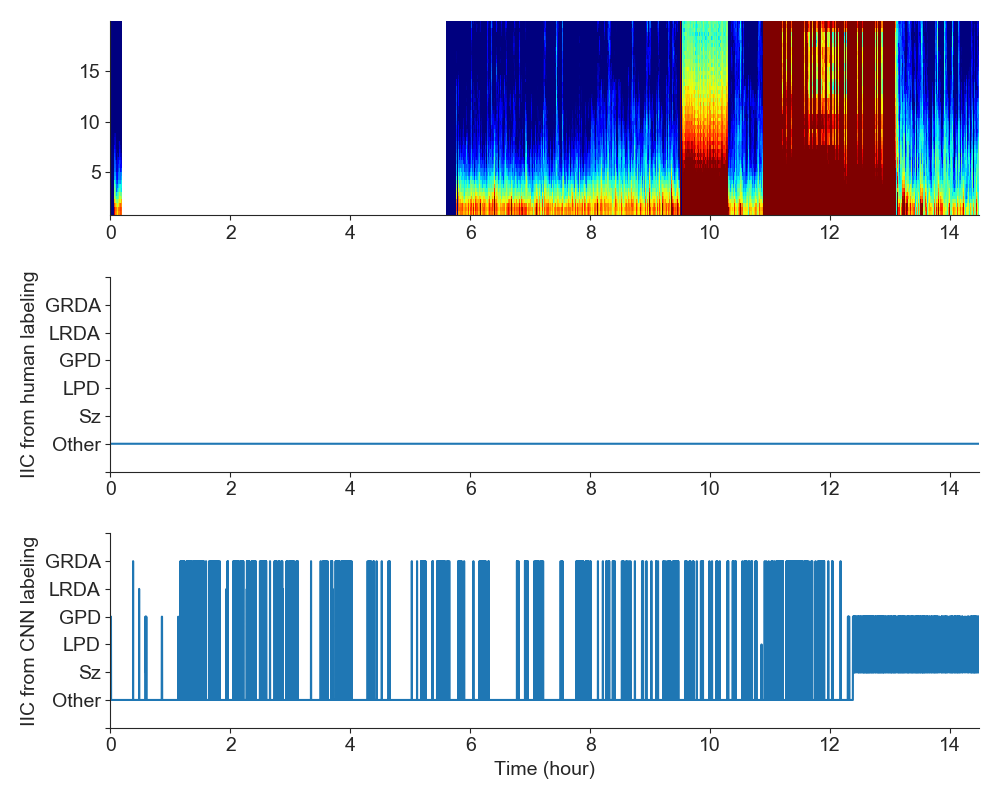 15
10
5
0 2 4 6 8 10 12 14
IIC from human labeling
GRDA
LRDA
GPD
LPD
Sz
Other
0 2 4 6 8 10 12 14
IIC from CNN labeling
GRDA
LRDA
GPD
LPD
Sz
Other
0 2 4 6 8 10 12 14
Time (hour)